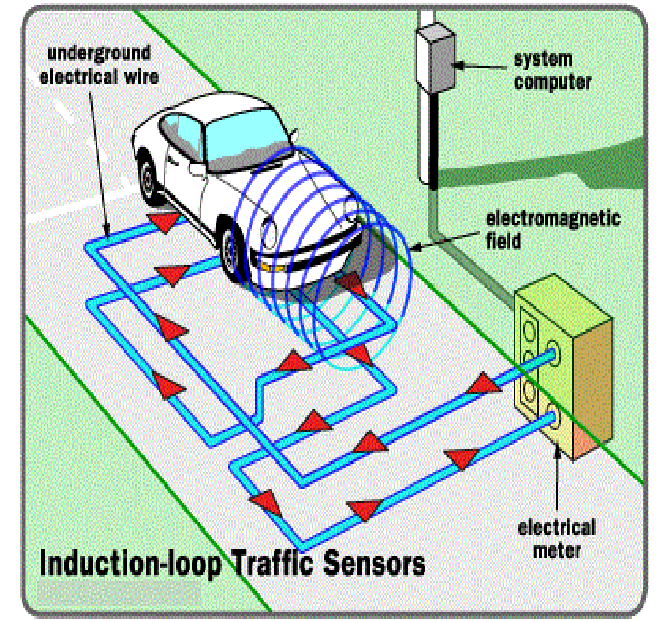 underground
electrical wire
system
computer
electromagnetic
field
electrical
meter
Induction-loop Traffic Sensors